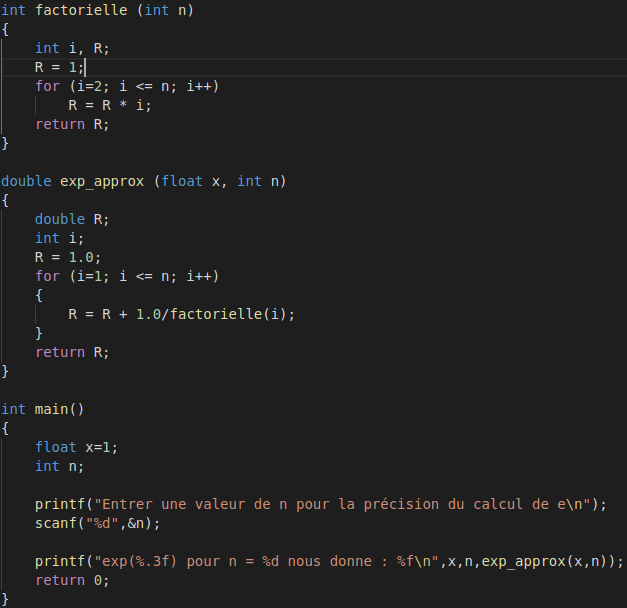 int factorielle (int n)
{
    int i, R;
    R = 1;
    for (i=2; i <= n; i++)
        R = R * i;
    return R;
}

double exp_approx (float x, int n)
{
    double R;
    int i;
    R = 1.0;
    for (i=1; i <= n; i++)
    {
        R = R + 1.0/factorielle(i);
    }
    return R;
}

int main()
{
    float x=1;
    int n;

    printf("Entrer une valeur de n pour la précision du calcul de e\n");
    scanf("%d",&n);

    printf("exp(%.3f) pour n = %d nous donne : %f\n",x,n,exp_approx(x,n));
    return 0;
}